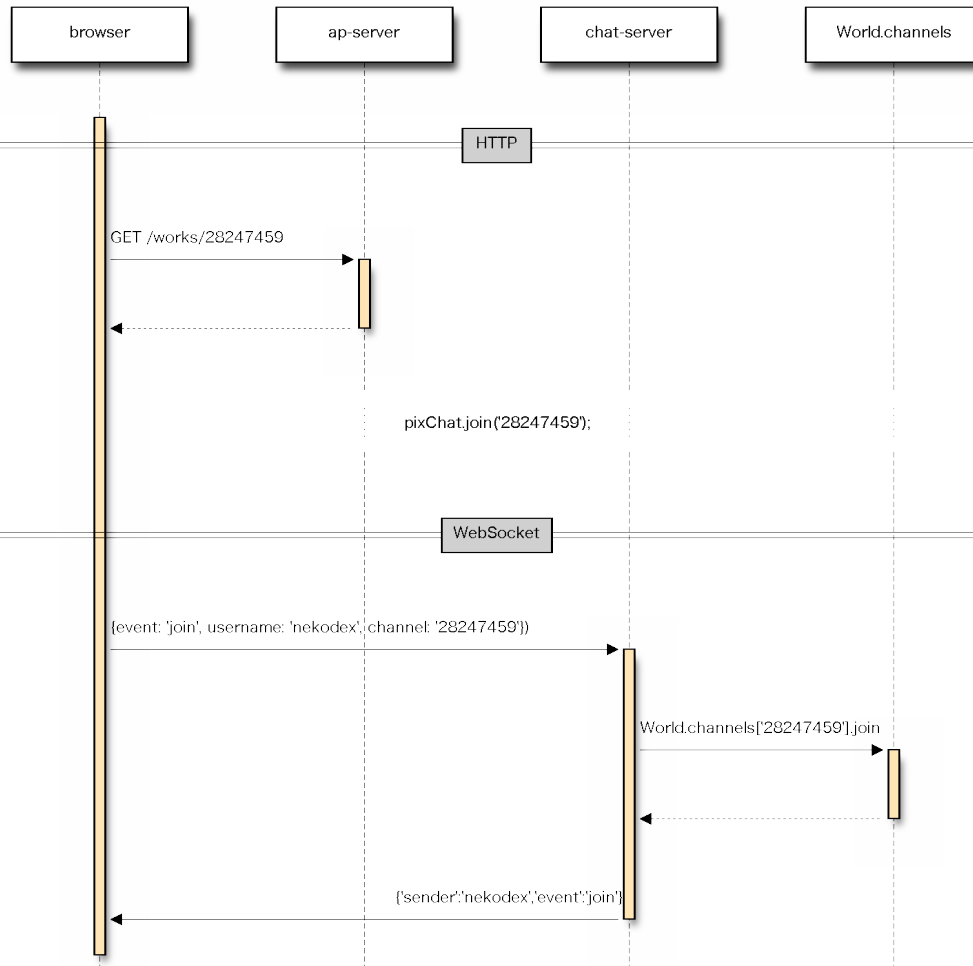 browser
ap-server
chat-server
World.channels
HTTP
GET /works/28247459
pixChat.join('28247459');
WebSocket
{event: 'join', username: 'nekodex', channel: '28247459'})
World.channels['28247459'].join
{'sender':'nekodex','event':'join'}